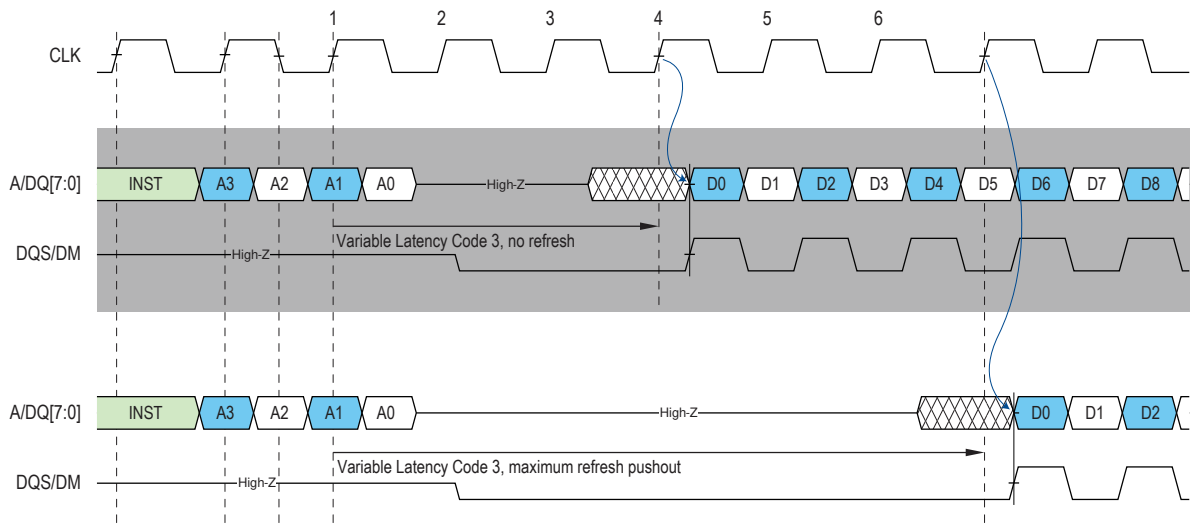 1 2 3 4 5 6
CLK
A/DQ[7:0] INST A3 A2 A1 A0 High-Z D0 D1 D2 D3 D4 D5 D6 D7 D8
Variable Latency Code 3, no refresh
DQS/DM High-Z
A/DQ[7:0] INST A3 A2 A1 A0 High-Z D0 D1 D2
Variable Latency Code 3, maximum refresh pushout
DQS/DM High-Z